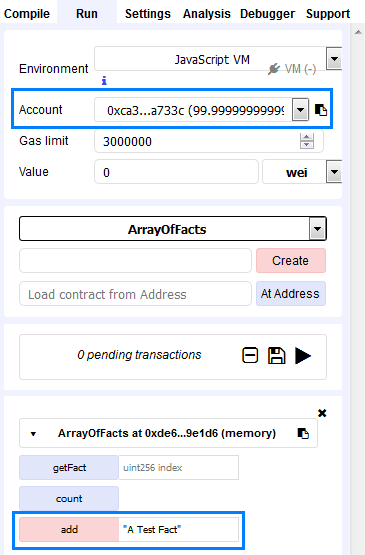 Compile Run Settings Analysis Debugger Support
Environment JavaScript VM
VM (-)
i
Account 0xca3...a733c (99.9999999999
Gas limit 3000000
Value 0 wei
ArrayOfFacts
Create
Load contract from Address At Address
0 pending transactions
ArrayOfFacts at 0xde6...9e1d6 (memory)
getFact uint256 index
count
add "A Test Fact"